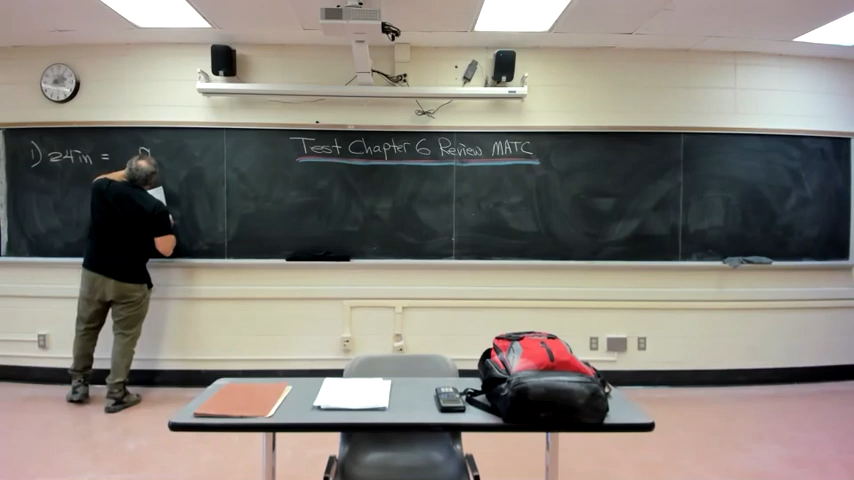 Test Chapter 6 Review MATC
1) 24in =